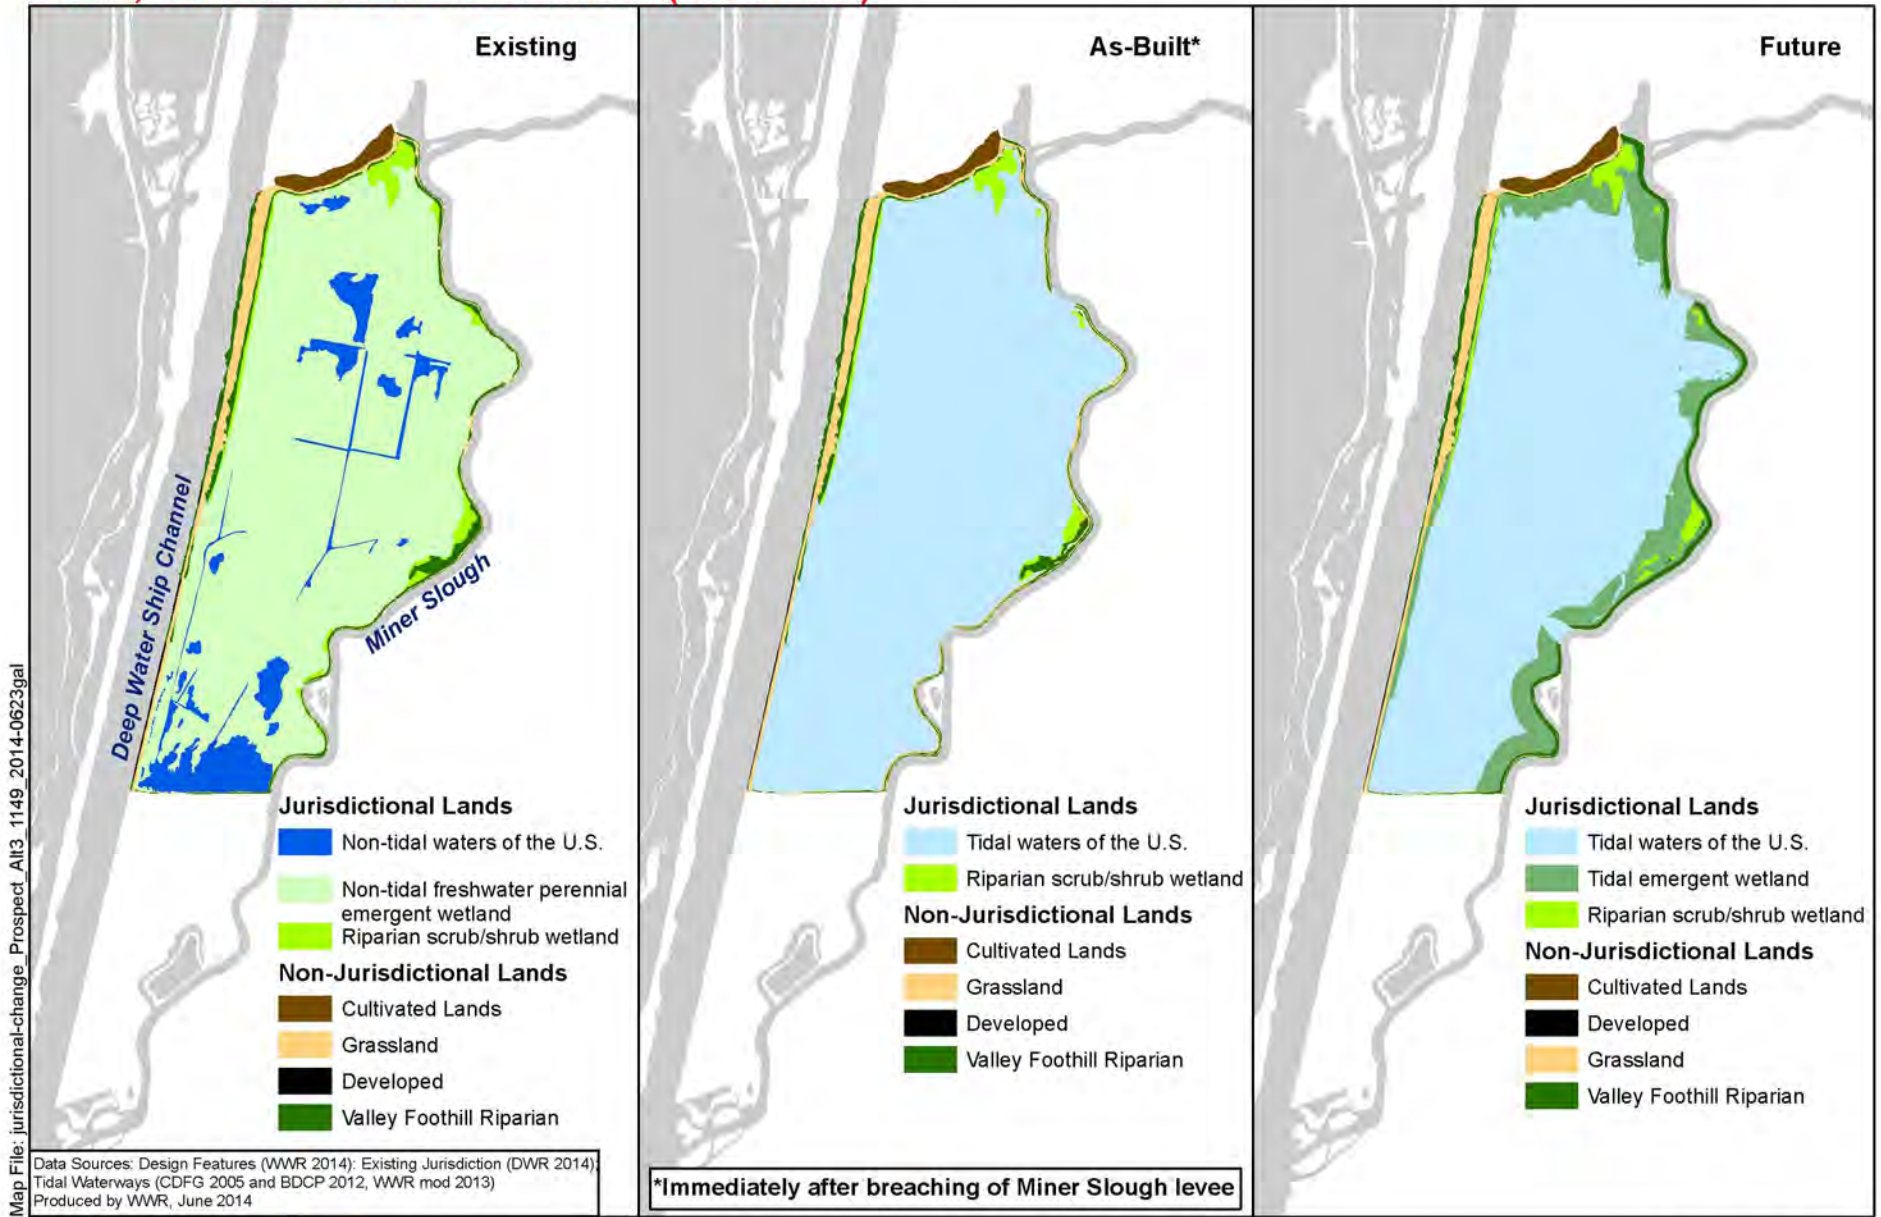 Existing
Deep Water Ship Channel
Miner Slough
Jurisdictional Lands
Non-tidal waters of the U.S.
Non-tidal freshwater perennial
emergent wetland
Riparian scrub/shrub wetland
Non-Jurisdictional Lands
Cultivated Lands
Grassland
Developed
Valley Foothill Riparian
Data Sources: Design Features (WWR 2014): Existing Jurisdiction (DWR 2014);
Tidal Waterways (CDFG 2005 and BDCP 2012, WWR mod 2013)
Produced by WWR, June 2014
Map File: jurisdictional-change_Prospect_Alt3_1149_2014-0623gal
As-Built*
Jurisdictional Lands
Tidal waters of the U.S.
Riparian scrub/shrub wetland
Non-Jurisdictional Lands
Cultivated Lands
Grassland
Developed
Valley Foothill Riparian
*Immediately after breaching of Miner Slough levee
Future
Jurisdictional Lands
Tidal waters of the U.S.
Tidal emergent wetland
Riparian scrub/shrub wetland
Non-Jurisdictional Lands
Cultivated Lands
Developed
Grassland
Valley Foothill Riparian